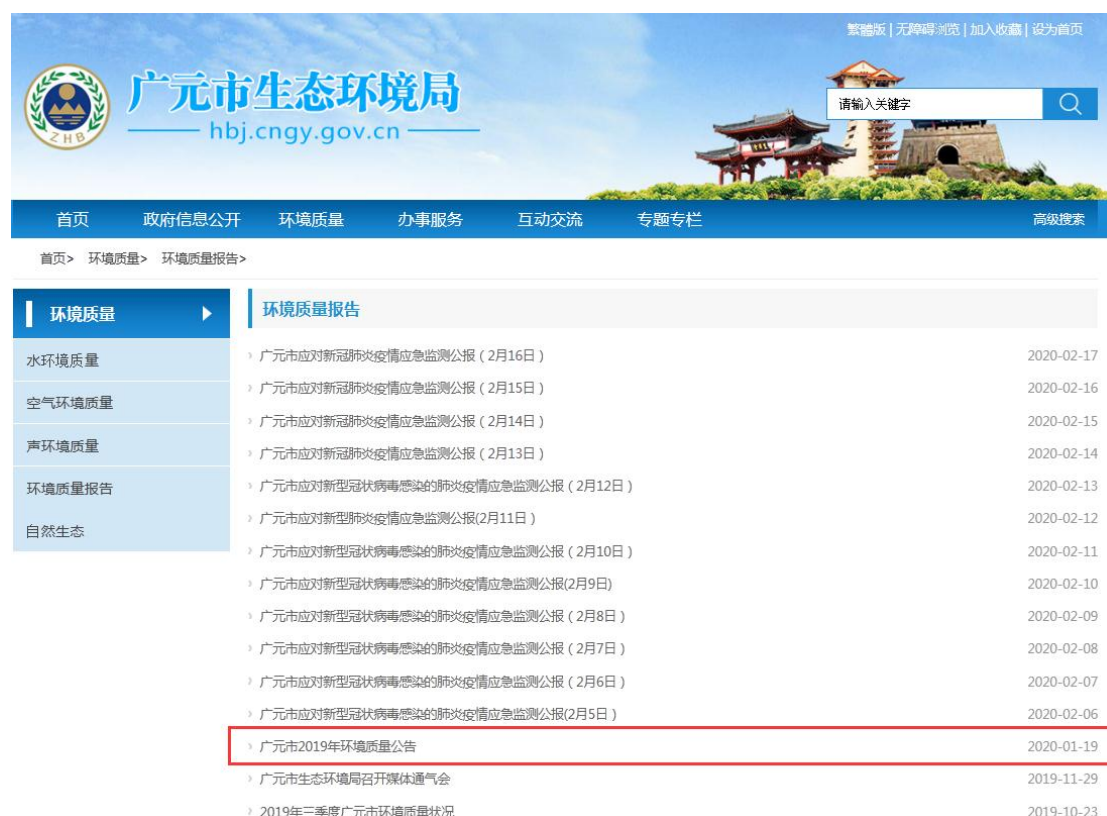 繁體版 | 无障碍浏览 | 加入收藏 | 设为首页
广元市生态环境局
hbj.cngy.gov.cn
ZHB
请输入关键字
首页 政府信息公开 环境质量 办事服务 互动交流 专题专栏 高级搜索
首页> 环境质量> 环境质量报告>
环境质量
水环境质量
空气环境质量
声环境质量
环境质量报告
自然生态
环境质量报告
广元市应对新冠肺炎疫情应急监测公报（2月16日） 2020-02-17
广元市应对新冠肺炎疫情应急监测公报（2月15日） 2020-02-16
广元市应对新冠肺炎疫情应急监测公报（2月14日） 2020-02-15
广元市应对新冠肺炎疫情应急监测公报（2月13日） 2020-02-14
广元市应对新型冠状病毒感染的肺炎疫情应急监测公报（2月12日） 2020-02-13
广元市应对新型肺炎疫情应急监测公报(2月11日） 2020-02-12
广元市应对新型冠状病毒感染的肺炎疫情应急监测公报（2月10日） 2020-02-11
广元市应对新型冠状病毒感染的肺炎疫情应急监测公报(2月9日) 2020-02-10
广元市应对新型冠状病毒感染的肺炎疫情应急监测公报（2月8日） 2020-02-09
广元市应对新型冠状病毒感染的肺炎疫情应急监测公报（2月7日） 2020-02-08
广元市应对新型冠状病毒感染的肺炎疫情应急监测公报（2月6日） 2020-02-07
广元市应对新型冠状病毒感染的肺炎疫情应急监测公报(2月5日） 2020-02-06
广元市2019年环境质量公告 2020-01-19
广元市生态环境局召开媒体通气会 2019-11-29
2019年三季度广元市环境质量状况 2019-10-23